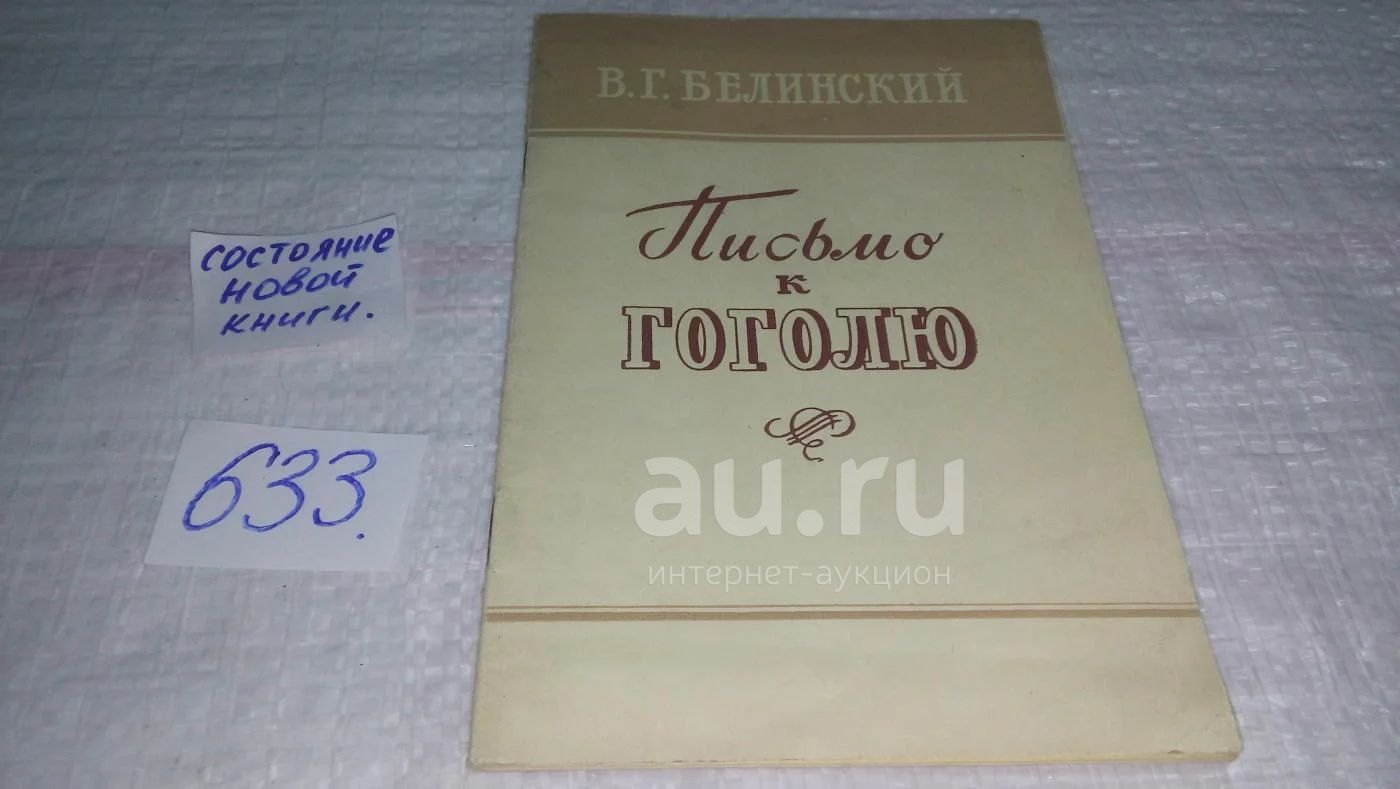 В.Г. БЕЛИНСКИЙ
Письмо
к
ГОГОЛЮ
состояние
новой
книги.
633.
au.ru
интернет-аукцион